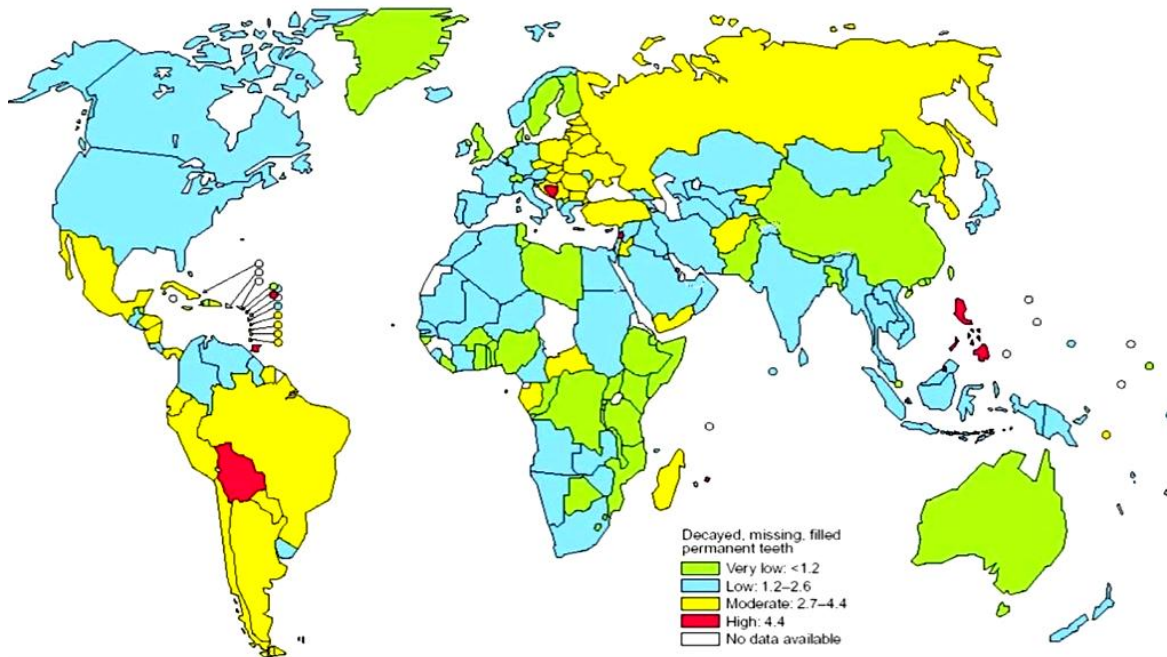 Decayed, missing, filled
permanent teeth
Very low: <1.2
Low: 1.2–2.6
Moderate: 2.7–4.4
High: 4.4
No data available